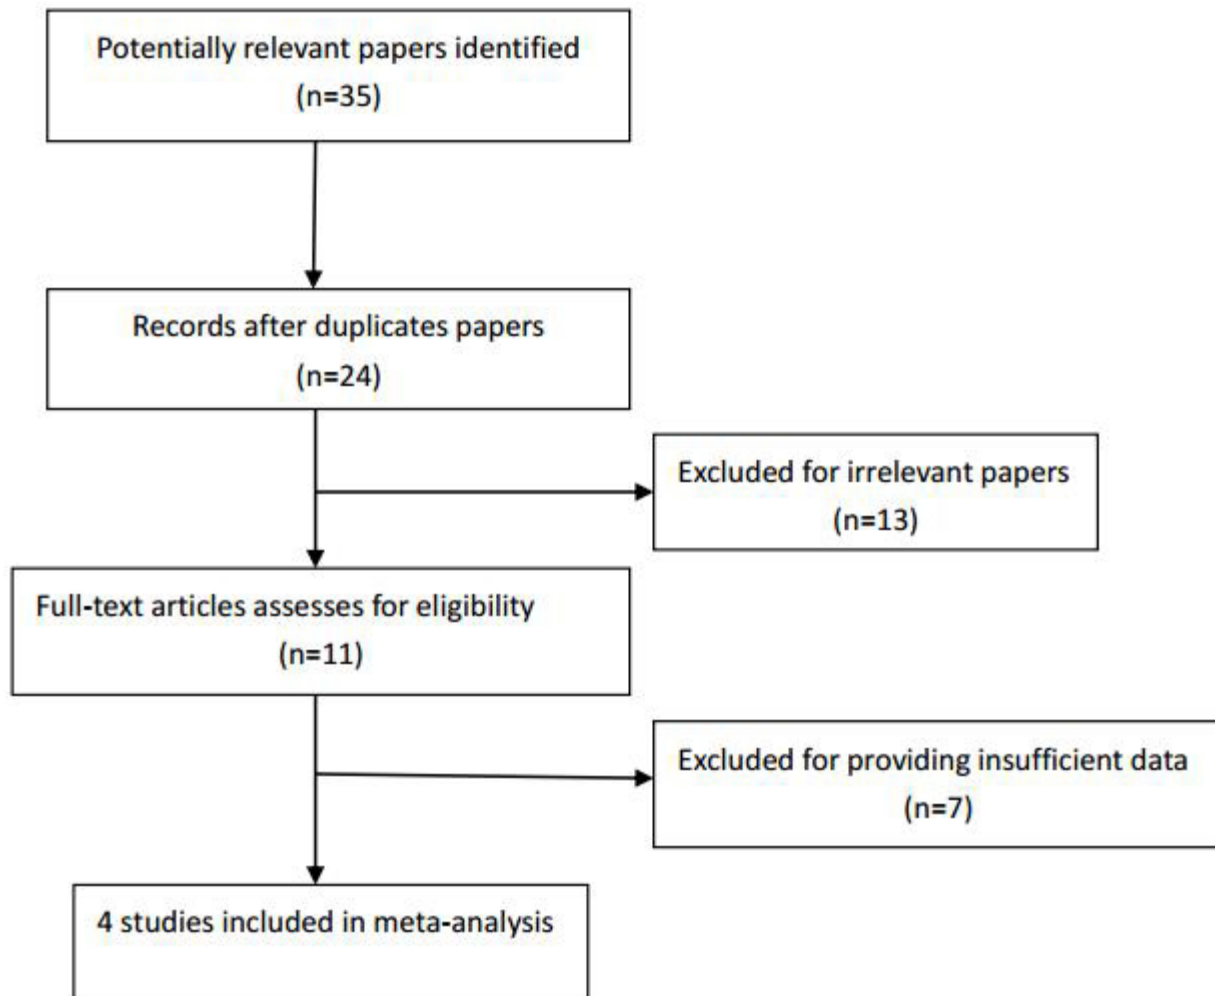 Potentially relevant papers identified
(n=35)
Records after duplicates papers
(n=24)
Excluded for irrelevant papers
(n=13)
Full-text articles assesses for eligibility
(n=11)
Excluded for providing insufficient data
(n=7)
4 studies included in meta-analysis